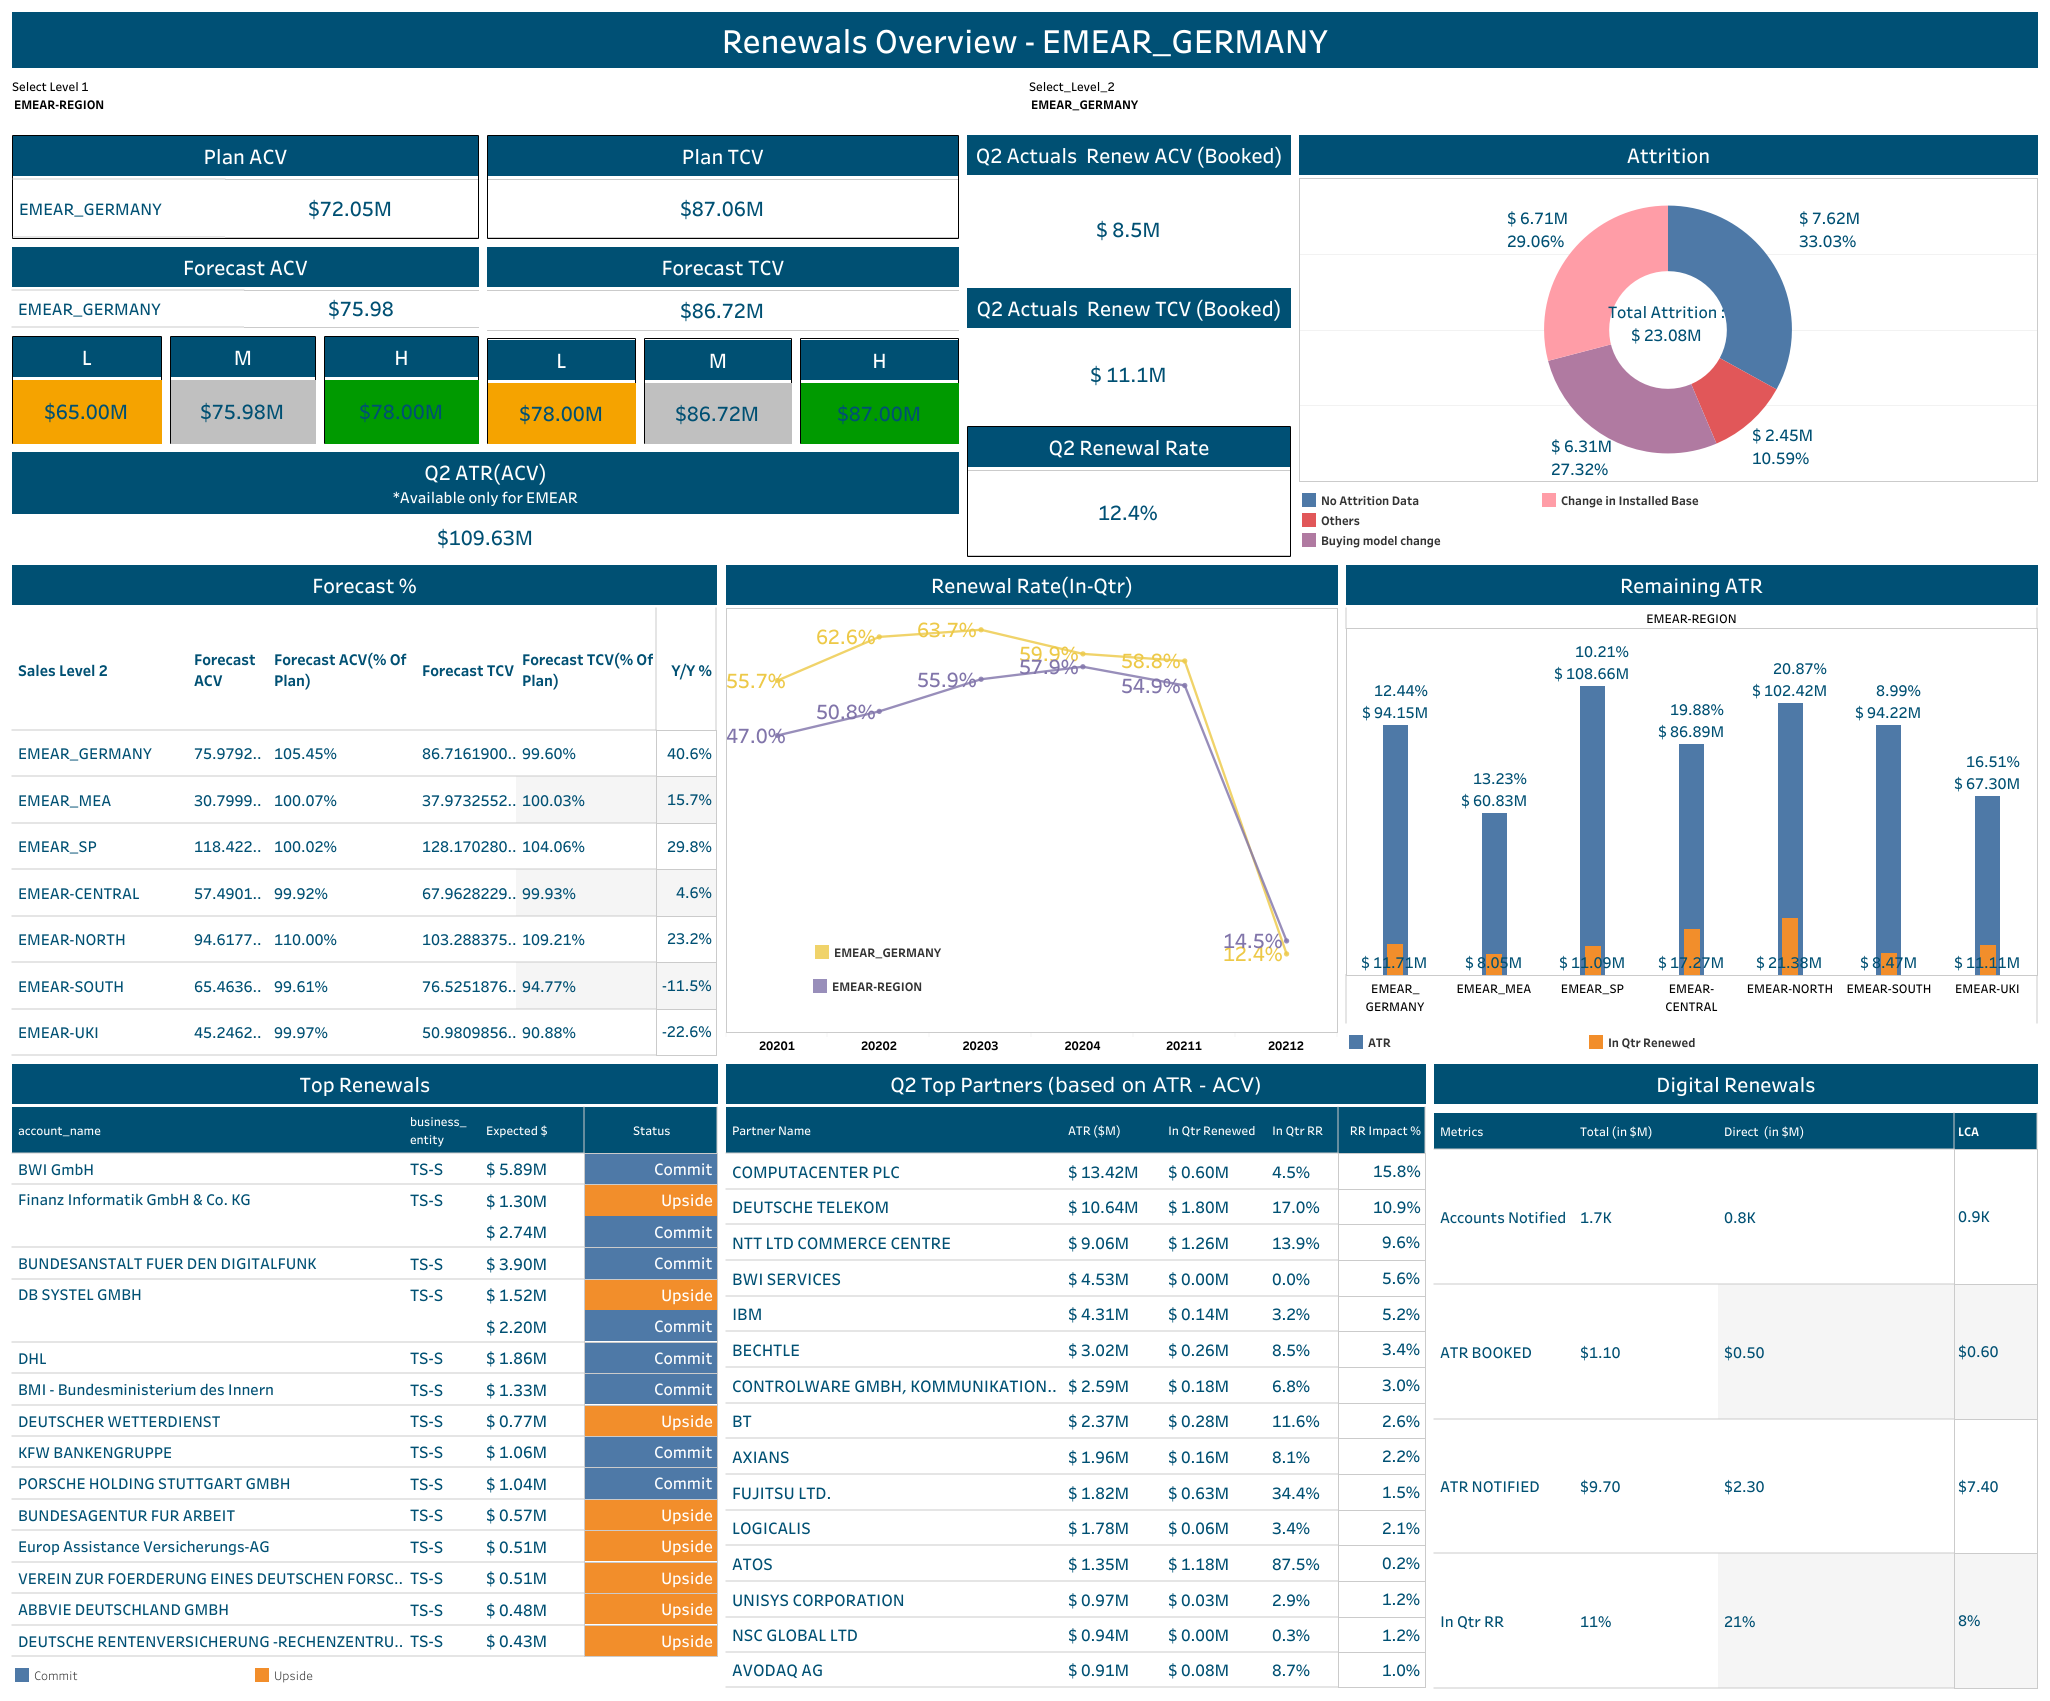 Renewals Overview - EMEAR_GERMANY
Select Level 1
EMEAR-REGION
Select_Level_2
EMEAR_GERMANY
Plan ACV
EMEAR_GERMANY $72.05M
Plan TCV
$87.06M
Forecast ACV
EMEAR_GERMANY $75.98
Forecast TCV
$86.72M
L M H
$65.00M $75.98M $78.00M
L M H
$78.00M $86.72M $87.00M
Q2 ATR(ACV)
*Available only for EMEAR
$109.63M
Q2 Actuals Renew ACV (Booked)
$ 8.5M
Q2 Actuals Renew TCV (Booked)
$ 11.1M
Q2 Renewal Rate
12.4%
Attrition
$ 6.71M
29.06%
$ 7.62M
33.03%
Total Attrition :
$ 23.08M
$ 6.31M
27.32%
$ 2.45M
10.59%
No Attrition Data
Change in Installed Base
Others
Buying model change
Forecast %
Sales Level 2 Forecast ACV Forecast ACV(% Of Plan) Forecast TCV Forecast TCV(% Of Plan) Y/Y %
EMEAR_GERMANY 75.9792.. 105.45% 86.7161900.. 99.60% 40.6%
EMEAR_MEA 30.7999.. 100.07% 37.9732552.. 100.03% 15.7%
EMEAR_SP 118.422.. 100.02% 128.170280.. 104.06% 29.8%
EMEAR-CENTRAL 57.4901.. 99.92% 67.9628229.. 99.93% 4.6%
EMEAR-NORTH 94.6177.. 110.00% 103.288375.. 109.21% 23.2%
EMEAR-SOUTH 65.4636.. 99.61% 76.5251876.. 94.77% -11.5%
EMEAR-UKI 45.2462.. 99.97% 50.9809856.. 90.88% -22.6%
Renewal Rate(In-Qtr)
55.7% 62.6% 63.7% 59.9% 58.8%
47.0% 50.8% 55.9% 57.9% 54.9%
14.5%
12.4%
EMEAR_GERMANY
EMEAR-REGION
20201 20202 20203 20204 20211 20212
Remaining ATR
EMEAR-REGION
12.44%
$ 94.15M
13.23%
$ 60.83M
10.21%
$ 108.66M
19.88%
$ 86.89M
20.87%
$ 102.42M
8.99%
$ 94.22M
16.51%
$ 67.30M
$ 11.71M $ 8.05M $ 11.09M $ 17.27M $ 21.38M $ 8.47M $ 11.11M
EMEAR_
GERMANY
EMEAR_MEA
EMEAR_SP
EMEAR-
CENTRAL
EMEAR-NORTH
EMEAR-SOUTH
EMEAR-UKI
ATR
In Qtr Renewed
Top Renewals
account_name business_entity Expected $ Status
BWI GmbH TS-S $ 5.89M Commit
Finanz Informatik GmbH & Co. KG TS-S $ 1.30M Upside
$ 2.74M Commit
BUNDESANSTALT FUER DEN DIGITALFUNK TS-S $ 3.90M Commit
DB SYSTEL GMBH TS-S $ 1.52M Upside
$ 2.20M Commit
DHL TS-S $ 1.86M Commit
BMI - Bundesministerium des Innern TS-S $ 1.33M Commit
DEUTSCHER WETTERDIENST TS-S $ 0.77M Upside
KFW BANKENGRUPPE TS-S $ 1.06M Commit
PORSCHE HOLDING STUTTGART GMBH TS-S $ 1.04M Commit
BUNDESAGENTUR FUR ARBEIT TS-S $ 0.57M Upside
Europ Assistance Versicherungs-AG TS-S $ 0.51M Upside
VEREIN ZUR FOERDERUNG EINES DEUTSCHEN FORSC.. TS-S $ 0.51M Upside
ABBVIE DEUTSCHLAND GMBH TS-S $ 0.48M Upside
DEUTSCHE RENTENVERSICHERUNG -RECHENZENTRU.. TS-S $ 0.43M Upside
Commit
Upside
Q2 Top Partners (based on ATR - ACV)
Partner Name ATR ($M) In Qtr Renewed In Qtr RR RR Impact %
COMPUTACENTER PLC $ 13.42M $ 0.60M 4.5% 15.8%
DEUTSCHE TELEKOM $ 10.64M $ 1.80M 17.0% 10.9%
NTT LTD COMMERCE CENTRE $ 9.06M $ 1.26M 13.9% 9.6%
BWI SERVICES $ 4.53M $ 0.00M 0.0% 5.6%
IBM $ 4.31M $ 0.14M 3.2% 5.2%
BECHTLE $ 3.02M $ 0.26M 8.5% 3.4%
CONTROLWARE GMBH, KOMMUNIKATION.. $ 2.59M $ 0.18M 6.8% 3.0%
BT $ 2.37M $ 0.28M 11.6% 2.6%
AXIANS $ 1.96M $ 0.16M 8.1% 2.2%
FUJITSU LTD. $ 1.82M $ 0.63M 34.4% 1.5%
LOGICALIS $ 1.78M $ 0.06M 3.4% 2.1%
ATOS $ 1.35M $ 1.18M 87.5% 0.2%
UNISYS CORPORATION $ 0.97M $ 0.03M 2.9% 1.2%
NSC GLOBAL LTD $ 0.94M $ 0.00M 0.3% 1.2%
AVODAQ AG $ 0.91M $ 0.08M 8.7% 1.0%
Digital Renewals
Metrics Total (in $M) Direct (in $M) LCA
Accounts Notified 1.7K 0.8K 0.9K
ATR BOOKED $1.10 $0.50 $0.60
ATR NOTIFIED $9.70 $2.30 $7.40
In Qtr RR 11% 21% 8%